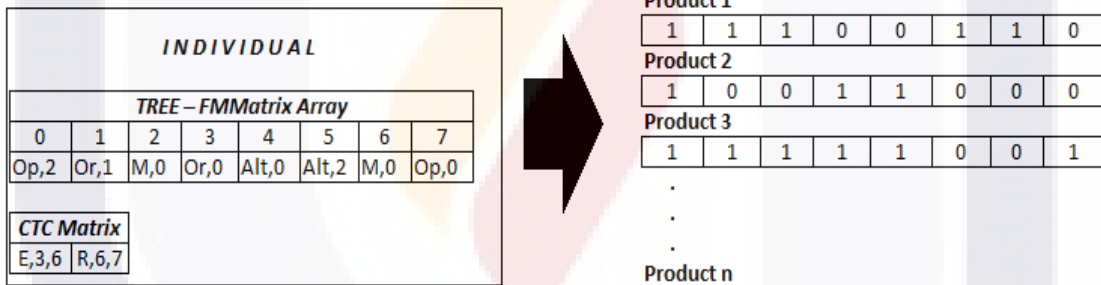 INDIVIDUAL
TREE – FMMatrix Array
0 1 2 3 4 5 6 7
Op,2 Or,1 M,0 Or,0 Alt,0 Alt,2 M,0 Op,0
CTC Matrix
E,3,6 R,6,7
Product 1
1 1 1 0 0 1 1 0
Product 2
1 0 0 1 1 0 0 0
Product 3
1 1 1 1 1 0 0 1
.
.
.
Product n